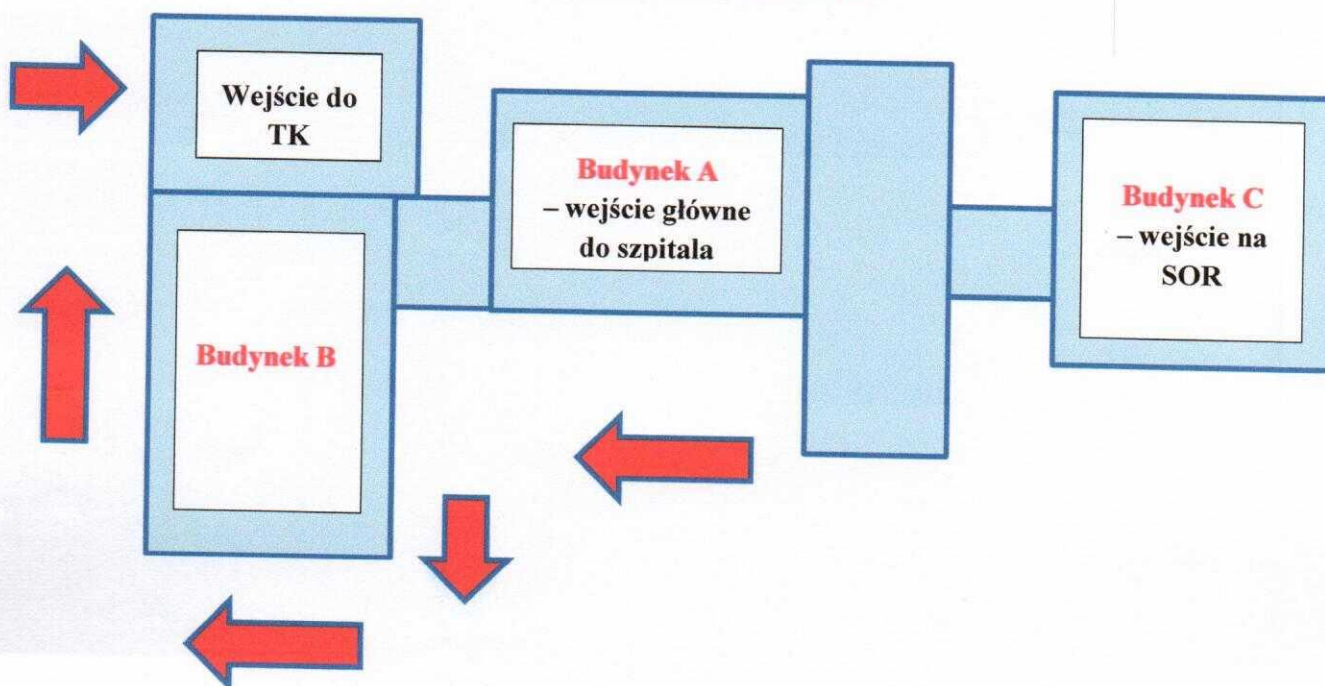 Wejście do
TK
Budynek A
– wejście główne
do szpitala
Budynek C
– wejście na
SOR
Budynek B